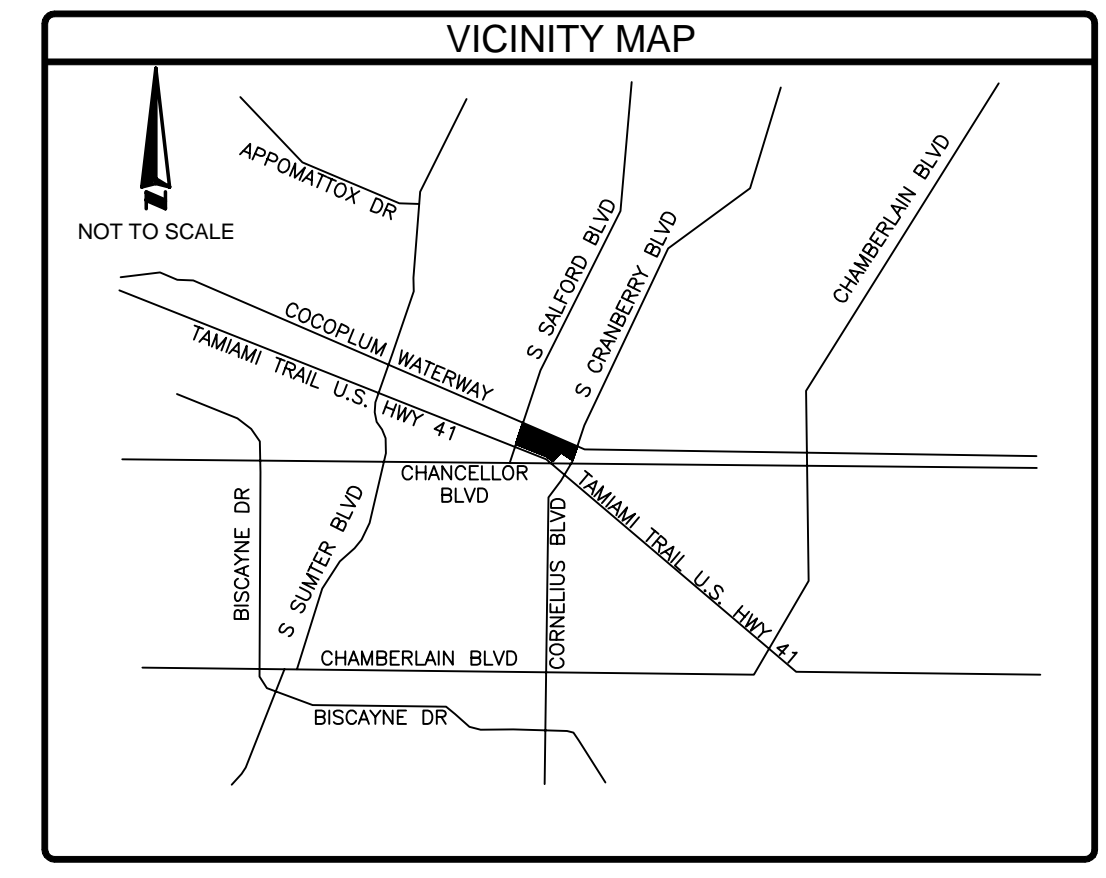 VICINITY MAP
N
NOT TO SCALE
APPOMATTOX DR
COCOPLUM WATERWAY
TAMIAMI TRAIL U.S. HWY 41
S SALFORD BLVD
S CRANBERRY BLVD
CHAMBERLAIN BLVD
CHANCELLOR
BLVD
BISCAYNE DR
S SUMTER BLVD
CORNELIUS BLVD
TAMIAMI TRAIL U.S. HWY 41
CHAMBERLAIN BLVD
BISCAYNE DR